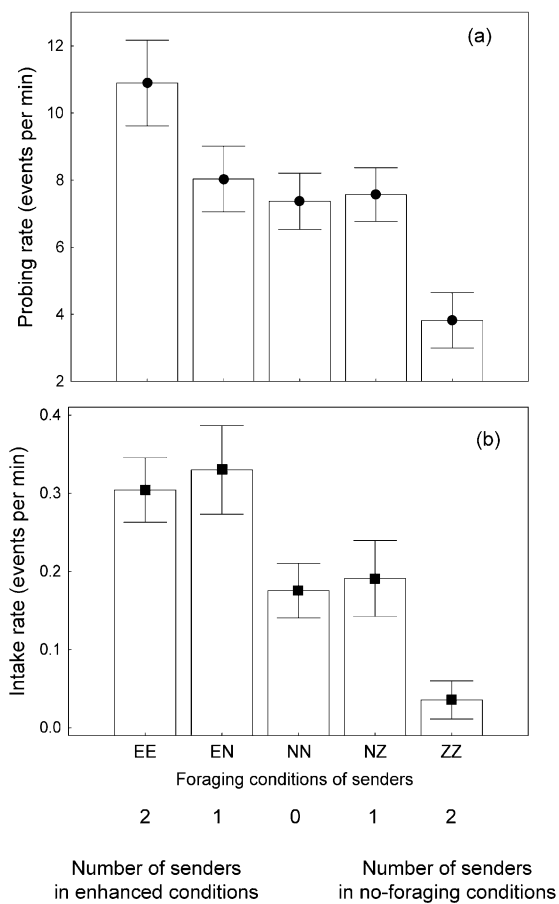 (a)
Probing rate (events per min)
12
10
8
6
4
2
(b)
Intake rate (events per min)
0.4
0.3
0.2
0.1
0.0
EE EN NN NZ ZZ
Foraging conditions of senders
2 1 0 1 2
Number of senders
in enhanced conditions
Number of senders
in no-foraging conditions